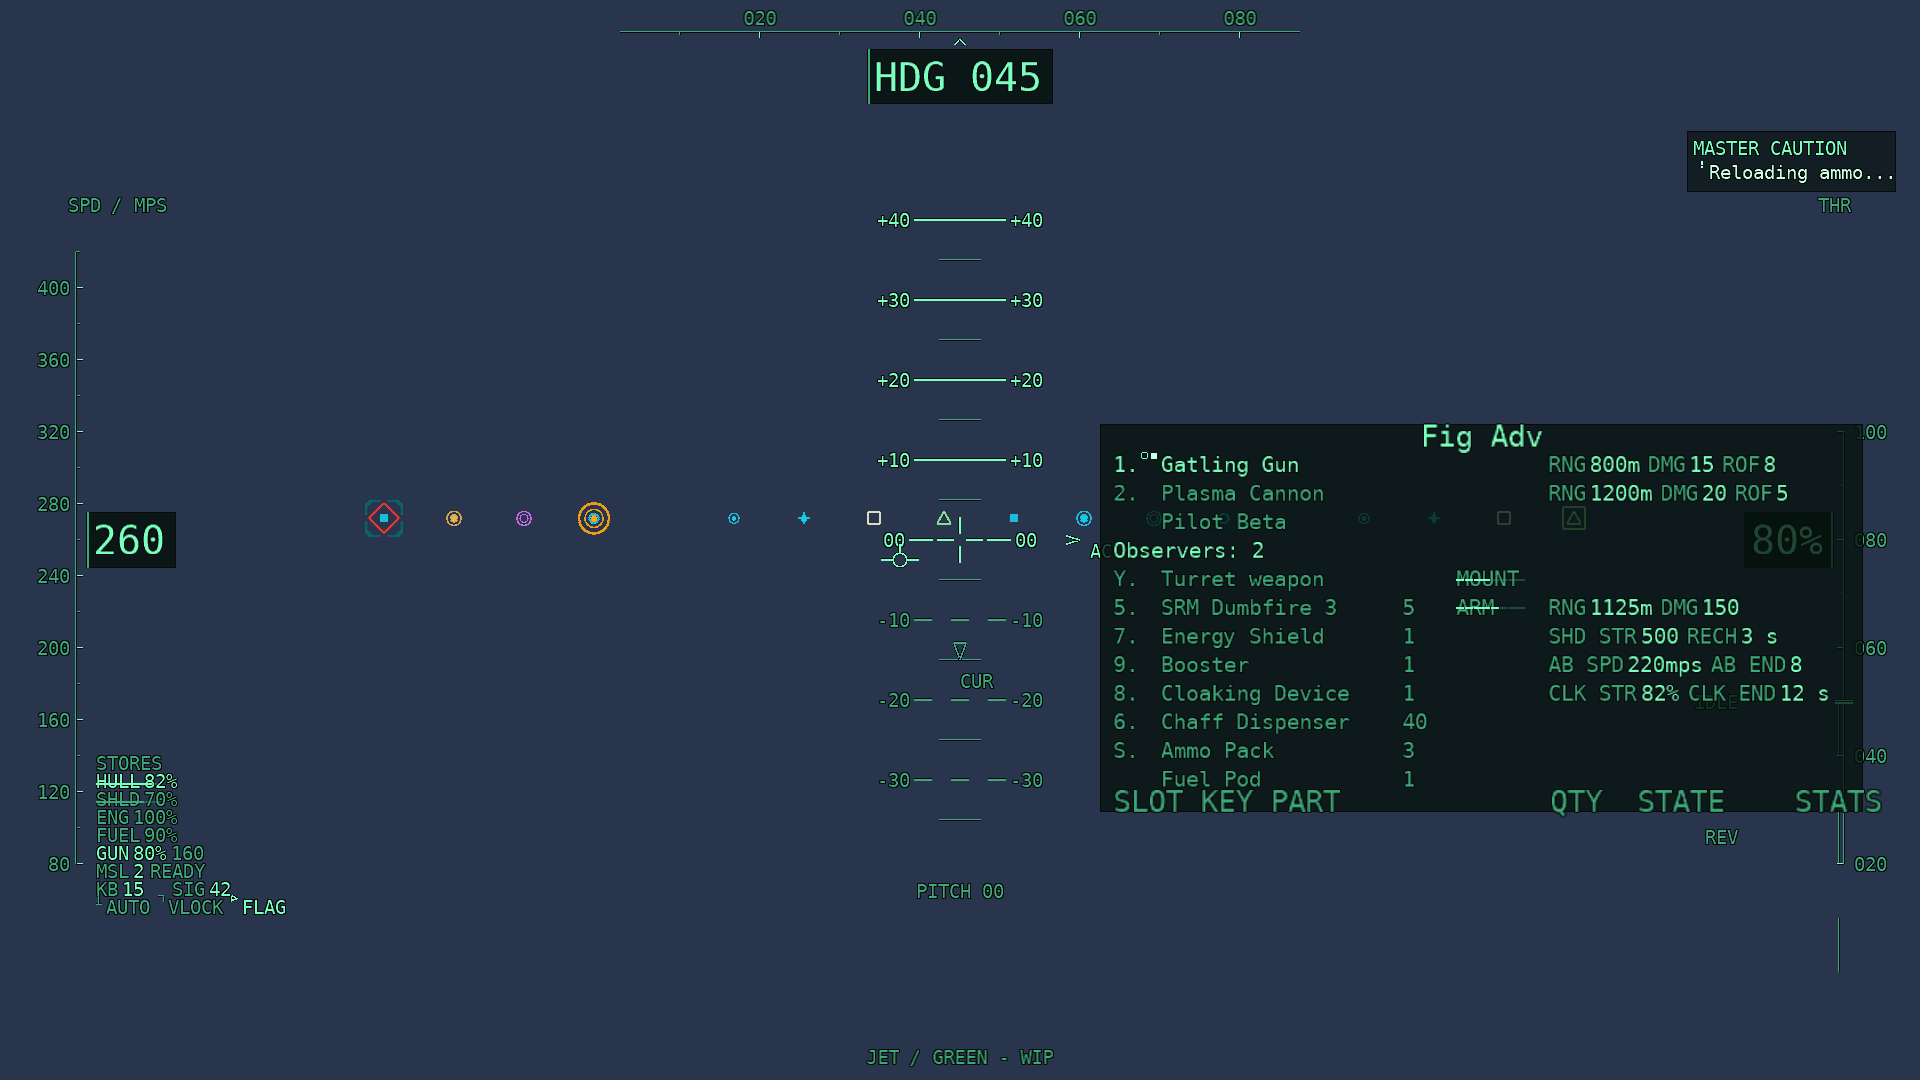 020 040 060 080
HDG 045
MASTER CAUTION
Reloading ammo...
SPD / MPS
THR
+40 +40
400
+30 +30
360
+20 +20
320
100
Fig Adv
+10 +10
1. Gatling Gun RNG 800m DMG 15 ROF 8
2. Plasma Cannon RNG 1200m DMG 20 ROF 5
280
Pilot Beta
260
00 00
80%
080
AC
Observers: 2
240
Y. Turret weapon MOUNT
5. SRM Dumbfire 3 5 ARM RNG 1125m DMG 150
-10 -10
7. Energy Shield 1 SHD STR 500 RECH 3 s
200
060
9. Booster 1 AB SPD 220mps AB END 8
CUR
8. Cloaking Device 1 CLK STR 82% CLK END 12 s
-20 -20
IDLE
160
6. Chaff Dispenser 40
S. Ammo Pack 3
040
Fuel Pod 1
-30 -30
SLOT KEY PART QTY STATE STATS
STORES
HULL 82%
120
SHLD 70%
ENG 100%
FUEL 90%
REV
GUN 80% 160
80
020
MSL 2 READY
KB 15 SIG 42
AUTO VLOCK FLAG
PITCH 00
JET / GREEN - WIP